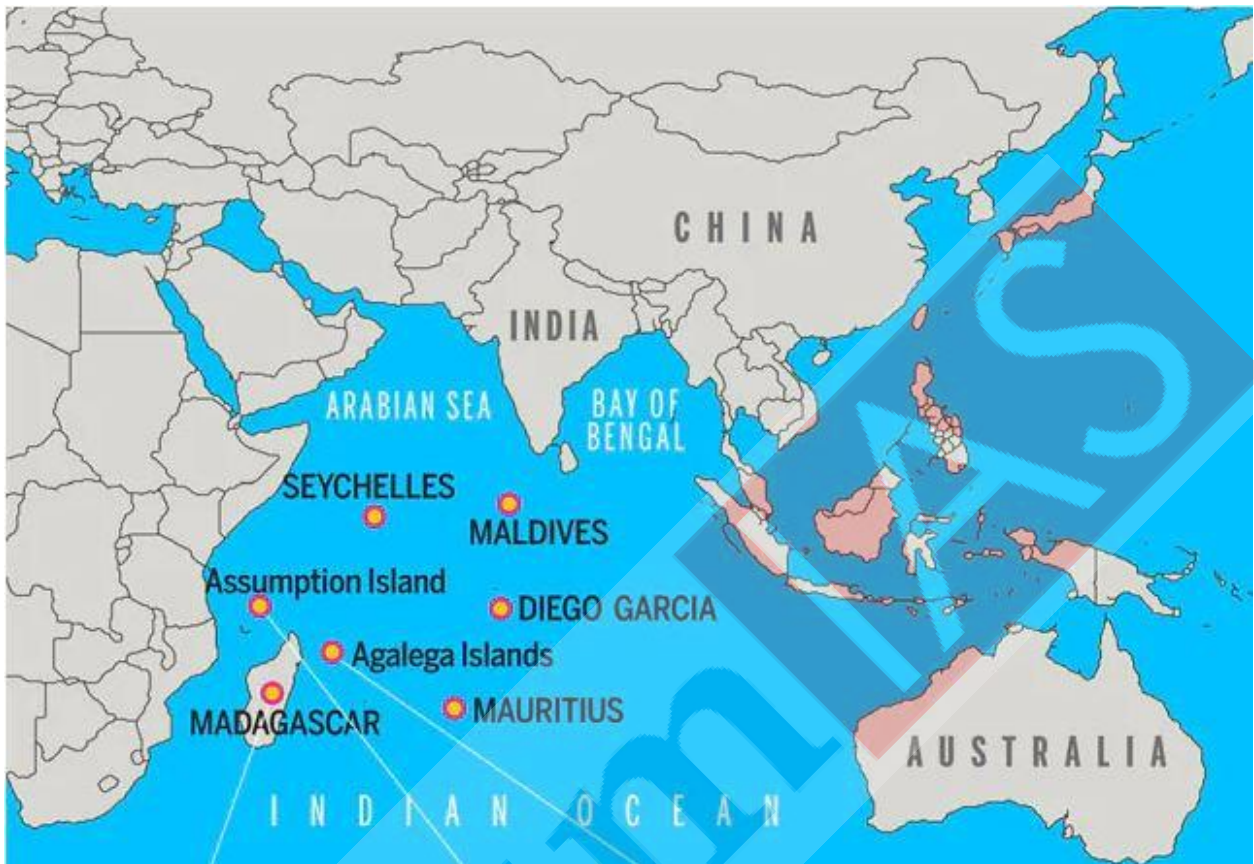 CHINA
INDIA
ARABIAN SEA
BAY OF
BENGAL
SEYCHELLES
MALDIVES
Assumption Island
DIEGO GARCIA
Agalega Islands
MAURITIUS
MADAGASCAR
AUSTRALIA
INDIAN OCEAN
m IAS